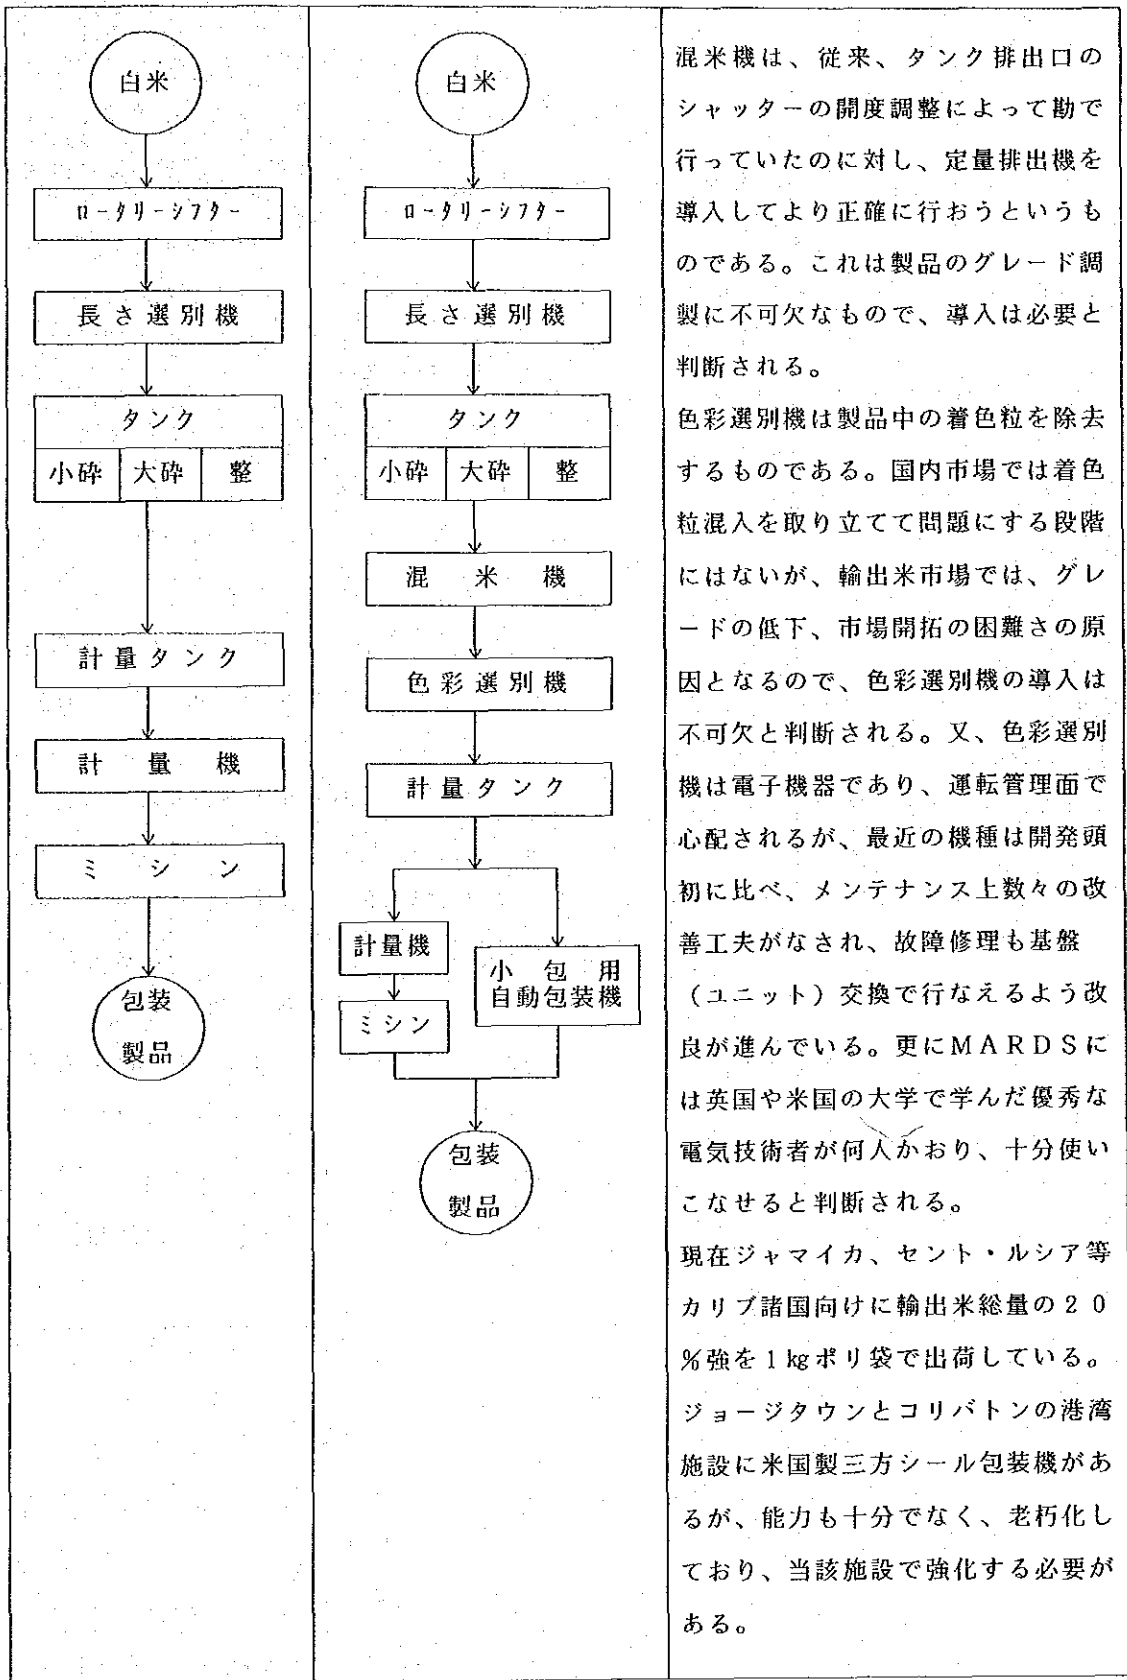 白米
ロータリーシフター
長さ選別機
タンク
小砕 大砕 整
計量タンク
計量機
ミシン
包装
製品
白米
ロータリーシフター
長さ選別機
タンク
小砕 大砕 整
混米機
色彩選別機
計量タンク
計量機
ミシン
小包用
自動包装機
包装
製品
混米機は、従来、タンク排出口の
シャッターの開度調整によって勘で
行っていたのに対し、定量排出機を
導入してより正確に行おうというも
のである。これは製品のグレード調
製に不可欠なもので、導入は必要と
判断される。
色彩選別機は製品中の着色粒を除去
するものである。国内市場では着色
粒混入を取り立てて問題にする段階
にはないが、輸出米市場では、グレ
ードの低下、市場開拓の困難さの原
因となるので、色彩選別機の導入は
不可欠と判断される。又、色彩選別
機は電子機器であり、運転管理面で
心配されるが、最近の機種は開発頭
初に比べ、メンテナンス上数々の改
善工夫がなされ、故障修理も基盤
（ユニット）交換で行なえるよう改
良が進んでいる。更にMARDSに
は英国や米国の大学で学んだ優秀な
電気技術者が何人かおり、十分使い
こなせると判断される。
現在ジャマイカ、セント・ルシア等
カリブ諸国向けに輸出米総量の20
％強を1kgポリ袋で出荷している。
ジョージタウンとコリバトンの港湾
施設に米国製三方シール包装機があ
るが、能力も十分でなく、老朽化し
ており、当該施設で強化する必要が
ある。